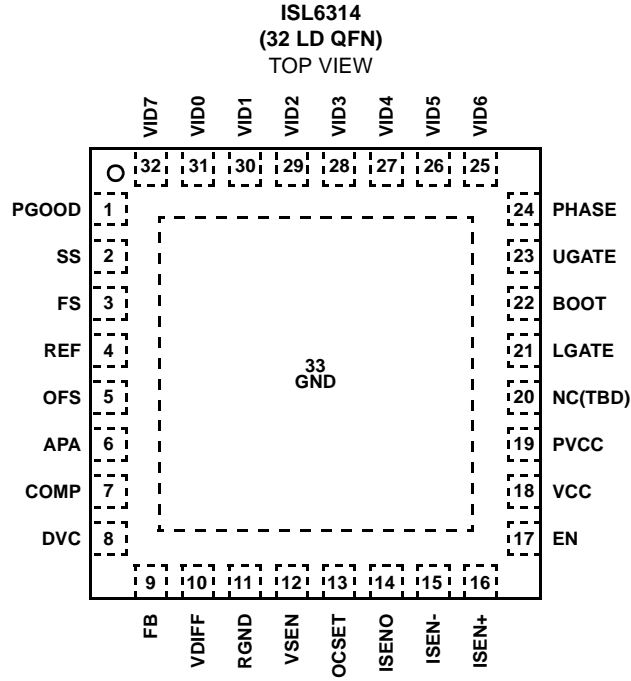 ISL6314
(32 LD QFN)
TOP VIEW
VID7 VID0 VID1 VID2 VID3 VID4 VID5 VID6
32 31 30 29 28 27 26 25
PGOOD 1
SS 2
FS 3
REF 4
OFS 5
APA 6
COMP 7
DVC 8
33
GND
24 PHASE
23 UGATE
22 BOOT
21 LGATE
20 NC(TBD)
19 PVCC
18 VCC
17 EN
9 10 11 12 13 14 15 16
FB VDIFF RGND VSEN OCSET ISENO ISEN- ISEN+